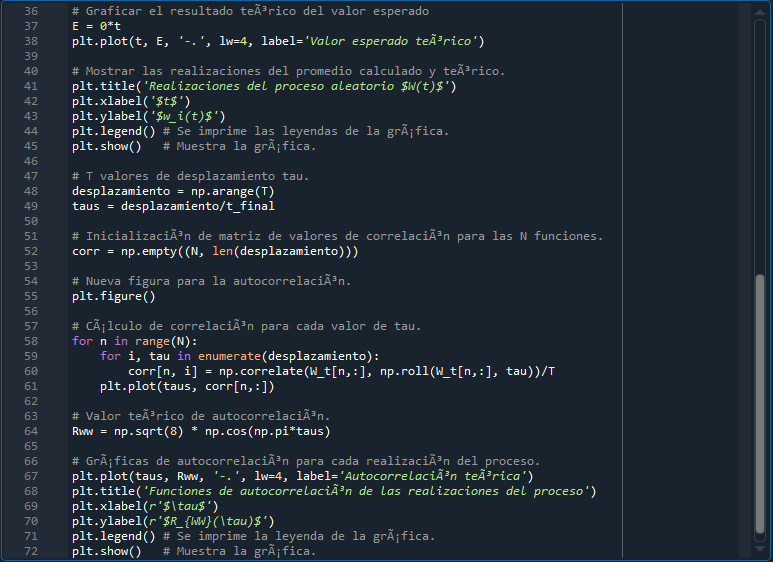 36 # Graficar el resultado teÃ³rico del valor esperado
37 E = 0*t
38 plt.plot(t, E, '-.', lw=4, label='Valor esperado teÃ³rico')
39
40 # Mostrar las realizaciones del promedio calculado y teÃ³rico.
41 plt.title('Realizaciones del proceso aleatorio $W(t)$')
42 plt.xlabel('$t$')
43 plt.ylabel('$w_i(t)$')
44 plt.legend() # Se imprime las leyendas de la grÃ¡fica.
45 plt.show()   # Muestra la grÃ¡fica.
46
47 # T valores de desplazamiento tau.
48 desplazamiento = np.arange(T)
49 taus = desplazamiento/t_final
50
51 # InicializaciÃ³n de matriz de valores de correlaciÃ³n para las N funciones.
52 corr = np.empty((N, len(desplazamiento)))
53
54 # Nueva figura para la autocorrelaciÃ³n.
55 plt.figure()
56
57 # CÃ¡lculo de correlaciÃ³n para cada valor de tau.
58 for n in range(N):
59     for i, tau in enumerate(desplazamiento):
60         corr[n, i] = np.correlate(W_t[n,:], np.roll(W_t[n,:], tau))/T
61     plt.plot(taus, corr[n,:])
62
63 # Valor teÃ³rico de autocorrelaciÃ³n.
64 Rww = np.sqrt(8) * np.cos(np.pi*taus)
65
66 # GrÃ¡ficas de autocorrelaciÃ³n para cada realizaciÃ³n del proceso.
67 plt.plot(taus, Rww, '-.', lw=4, label='AutocorrelaciÃ³n teÃ³rica')
68 plt.title('Funciones de autocorrelaciÃ³n de las realizaciones del proceso')
69 plt.xlabel(r'$\tau$')
70 plt.ylabel(r'$R_{WW}(\tau)$')
71 plt.legend() # Se imprime la leyenda de la grÃ¡fica.
72 plt.show()   # Muestra la grÃ¡fica.